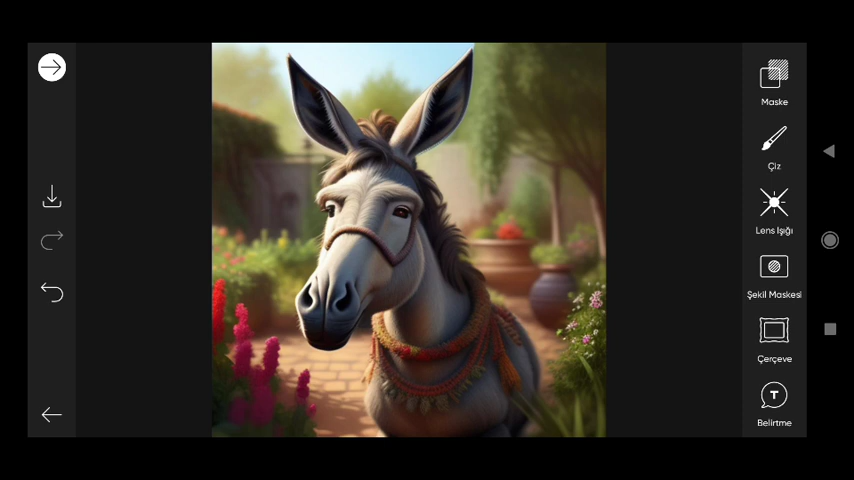 Maske
Çiz
Lens Işığı
Şekil Maskesi
Çerçeve
T
Belirtme